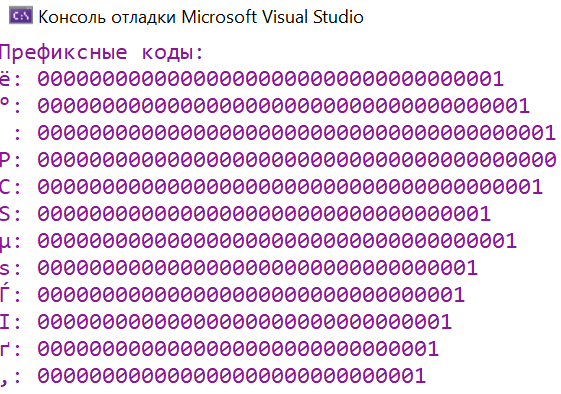 Консоль отладки Microsoft Visual Studio
Префиксные коды:
ё: 000000000000000000000000000000000001
°: 00000000000000000000000000000000000001
 : 0000000000000000000000000000000000000001
Р: 0000000000000000000000000000000000000000
С: 000000000000000000000000000000000000001
Ѕ: 00000000000000000000000000000000001
µ: 0000000000000000000000000000000000001
ѕ: 0000000000000000000000000000000001
Ѓ: 000000000000000000000000000000001
І: 00000000000000000000000000000001
ґ: 0000000000000000000000000000001
‚: 000000000000000000000000000001